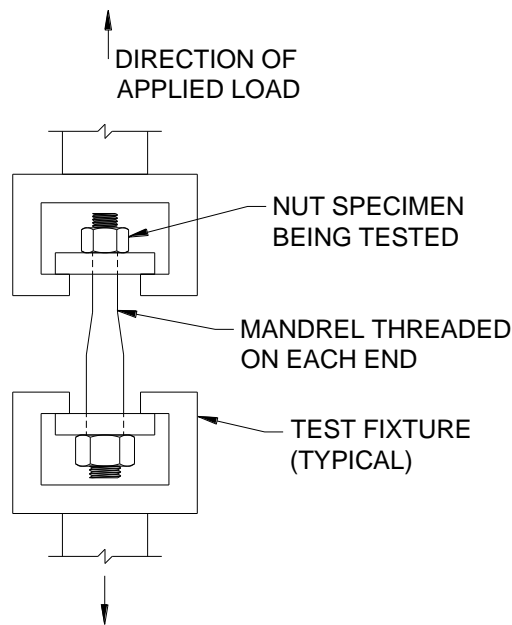 DIRECTION OF
APPLIED LOAD
NUT SPECIMEN
BEING TESTED
MANDREL THREADED
ON EACH END
TEST FIXTURE
(TYPICAL)